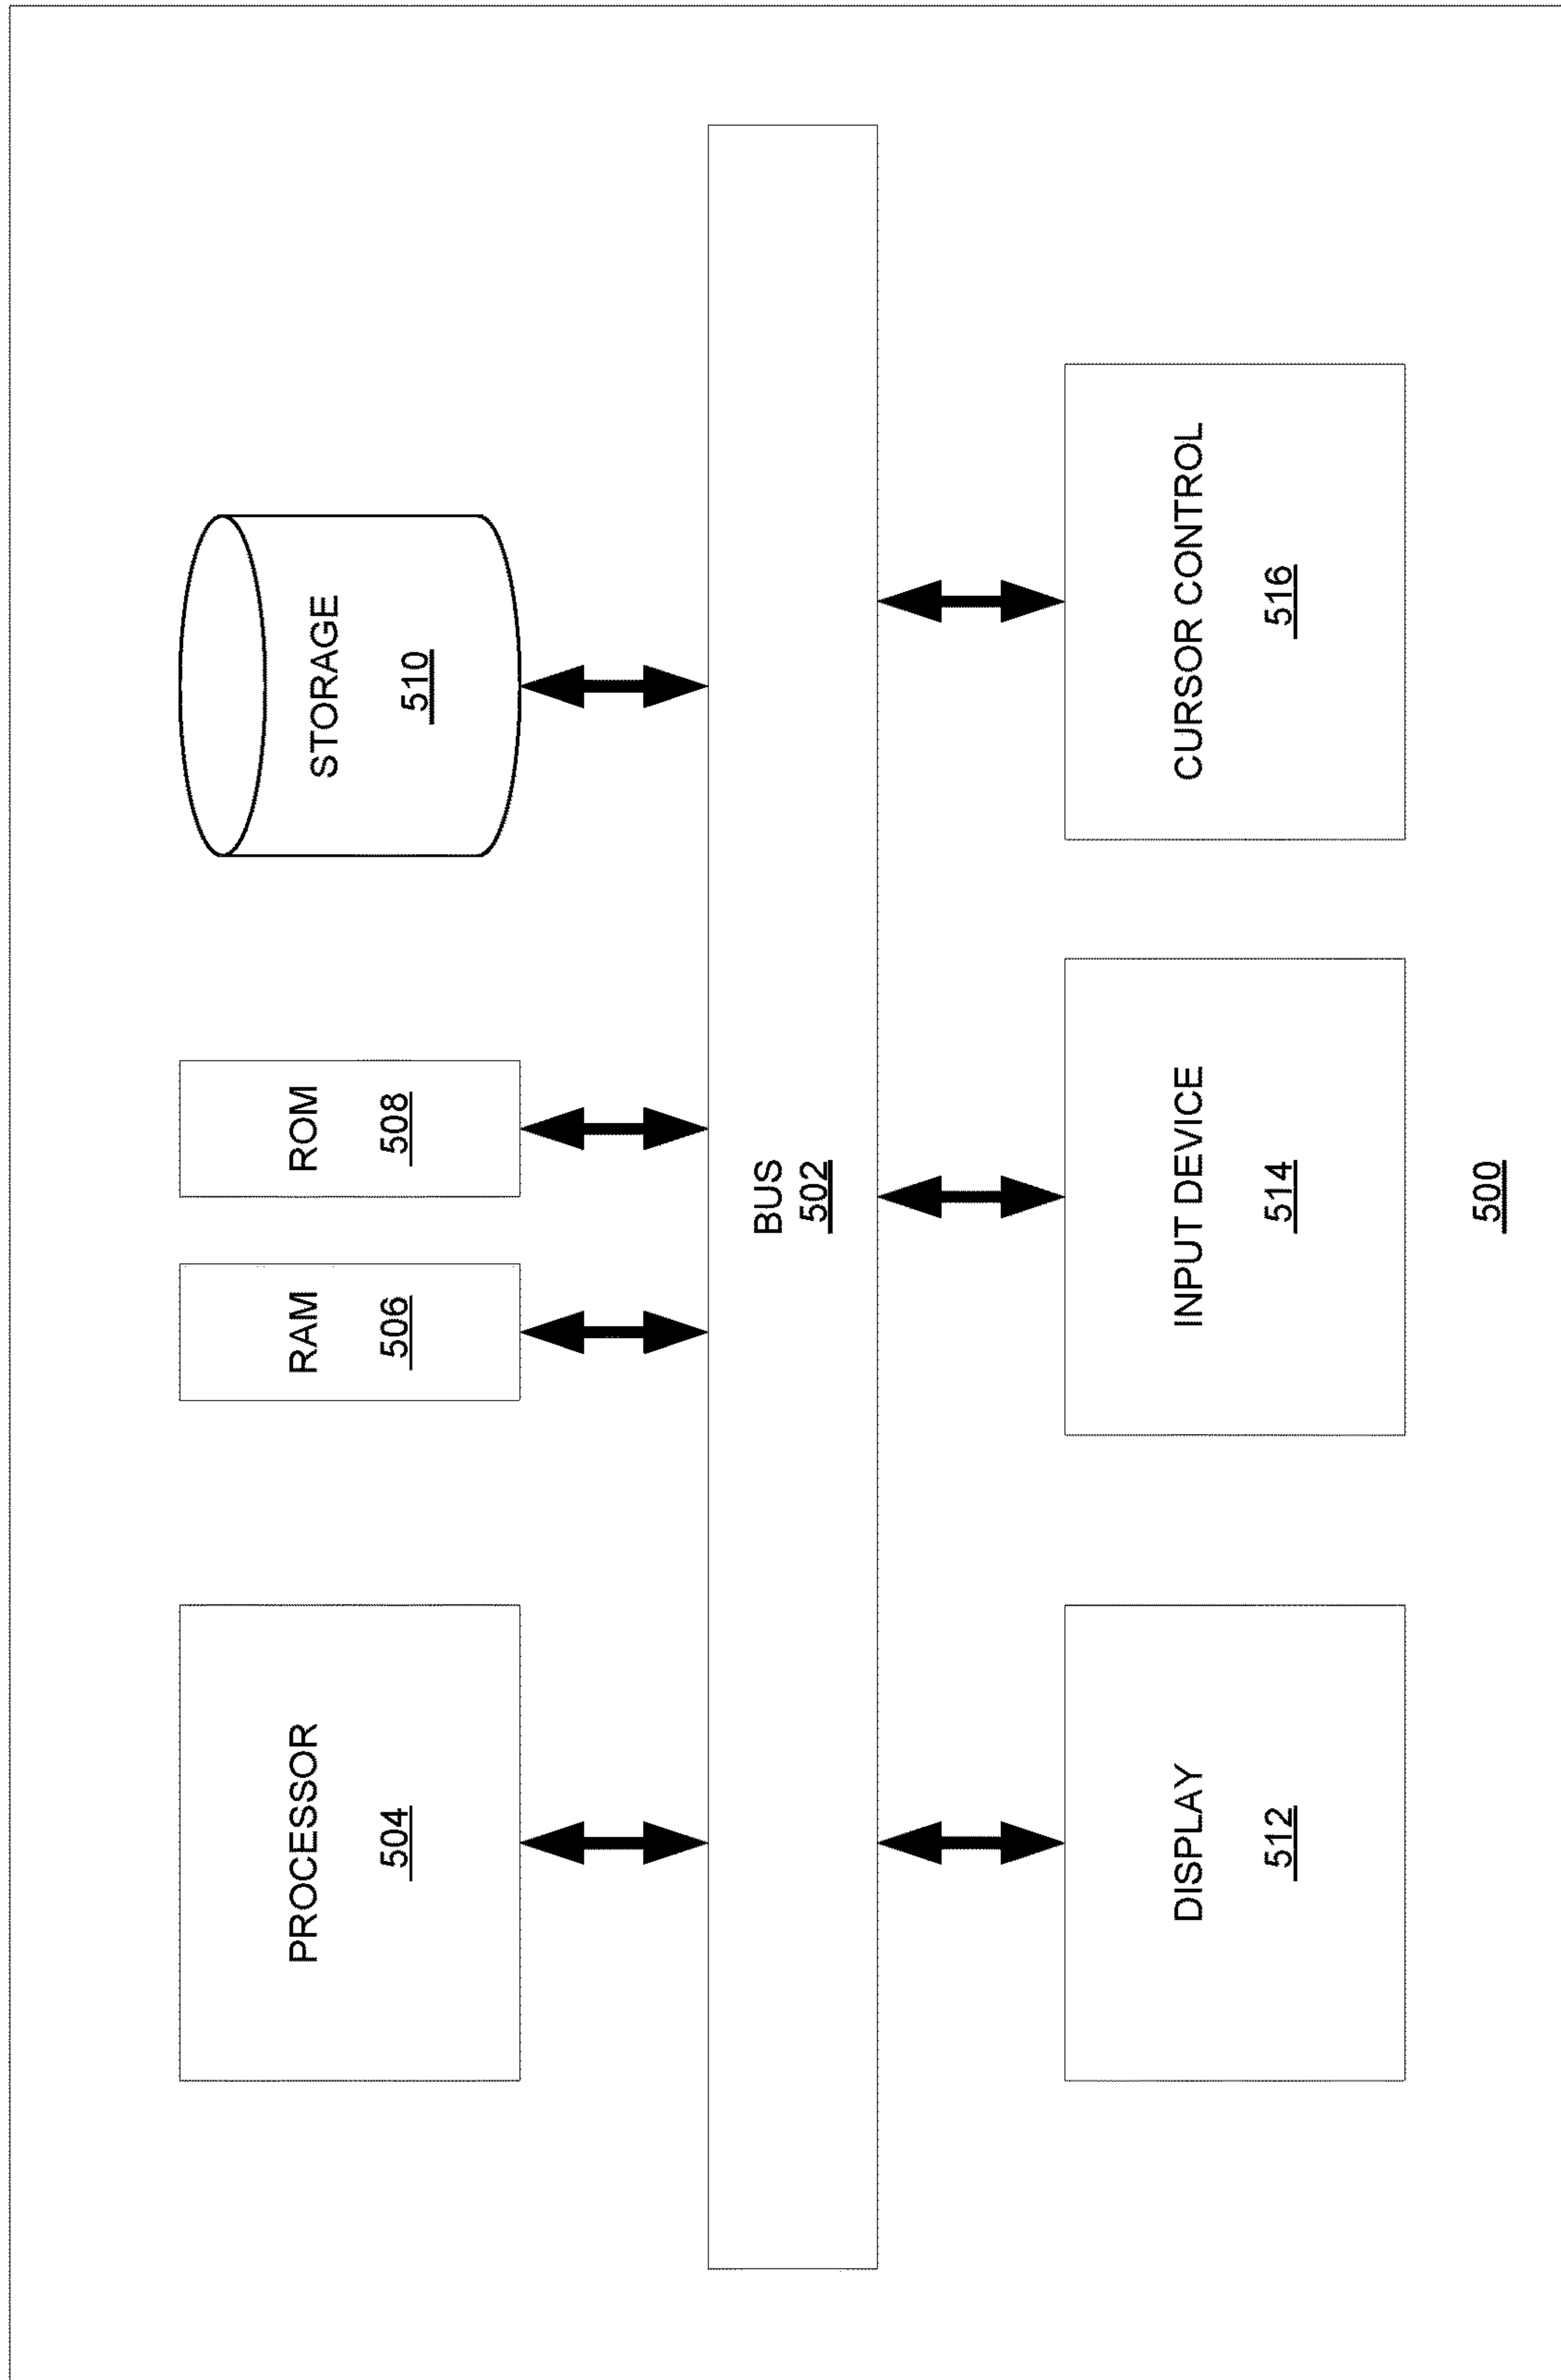 PROCESSOR
504
RAM
506
ROM
508
STORAGE
510
BUS
502
DISPLAY
512
INPUT DEVICE
514
CURSOR CONTROL
516
500